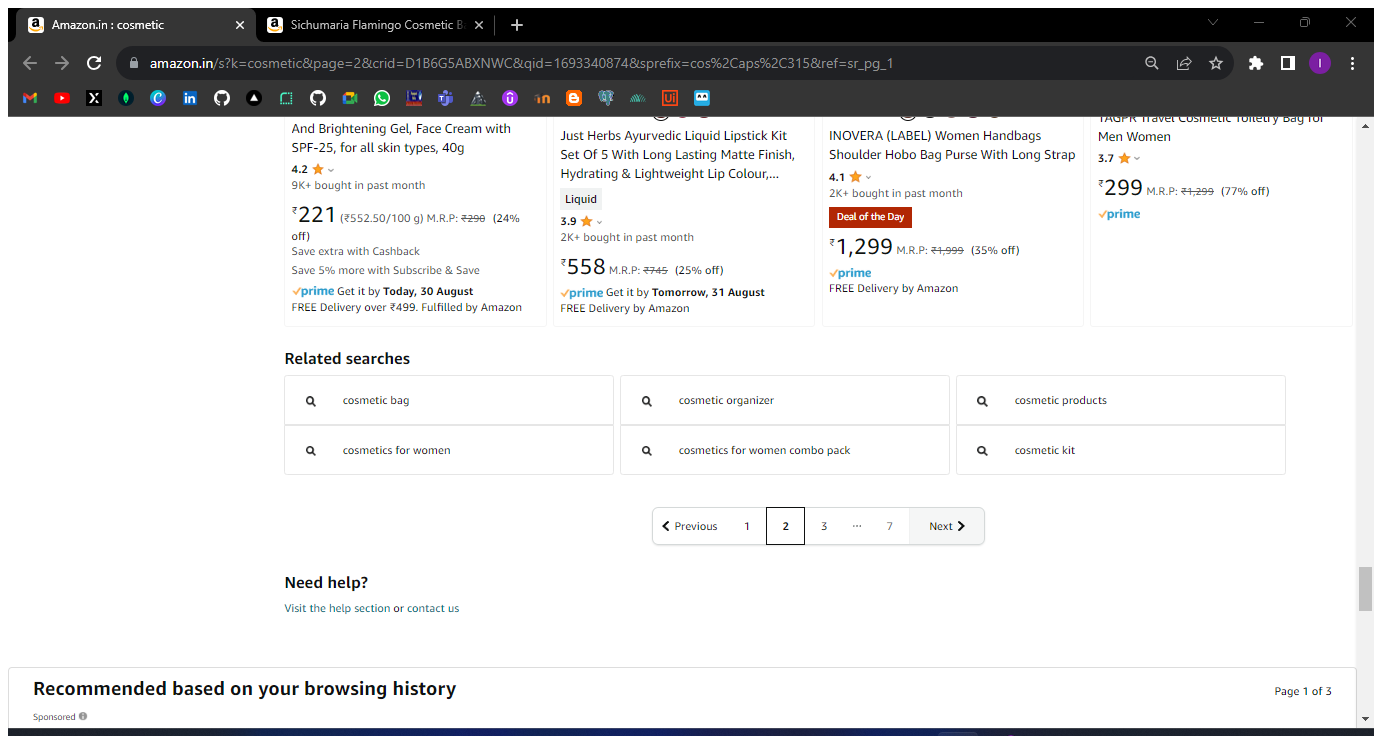 Amazon.in : cosmetic
Sichumaria Flamingo Cosmetic B
amazon.in/s?k=cosmetic&page=2&crid=D1B6G5ABXNWC&qid=1693340874&sprefix=cos%2Caps%2C315&ref=sr_pg_1
And Brightening Gel, Face Cream with
SPF-25, for all skin types, 40g
4.2
9K+ bought in past month
₹221 (₹552.50/100 g) M.R.P: ₹290 (24%
off)
Save extra with Cashback
Save 5% more with Subscribe & Save
prime Get it by Today, 30 August
FREE Delivery over ₹499. Fulfilled by Amazon
Just Herbs Ayurvedic Liquid Lipstick Kit
Set Of 5 With Long Lasting Matte Finish,
Hydrating & Lightweight Lip Colour,...
Liquid
3.9
2K+ bought in past month
₹558 M.R.P: ₹745 (25% off)
prime Get it by Tomorrow, 31 August
FREE Delivery by Amazon
INOVERA (LABEL) Women Handbags
Shoulder Hobo Bag Purse With Long Strap
4.1
2K+ bought in past month
Deal of the Day
₹1,299 M.R.P: ₹1,999 (35% off)
prime
FREE Delivery by Amazon
TAGPR Travel Cosmetic Toiletry Bag for
Men Women
3.7
₹299 M.R.P: ₹1,299 (77% off)
prime
Related searches
cosmetic bag
cosmetic organizer
cosmetic products
cosmetics for women
cosmetics for women combo pack
cosmetic kit
Previous 1 2 3 ... 7 Next
Need help?
Visit the help section or contact us
Recommended based on your browsing history
Page 1 of 3
Sponsored